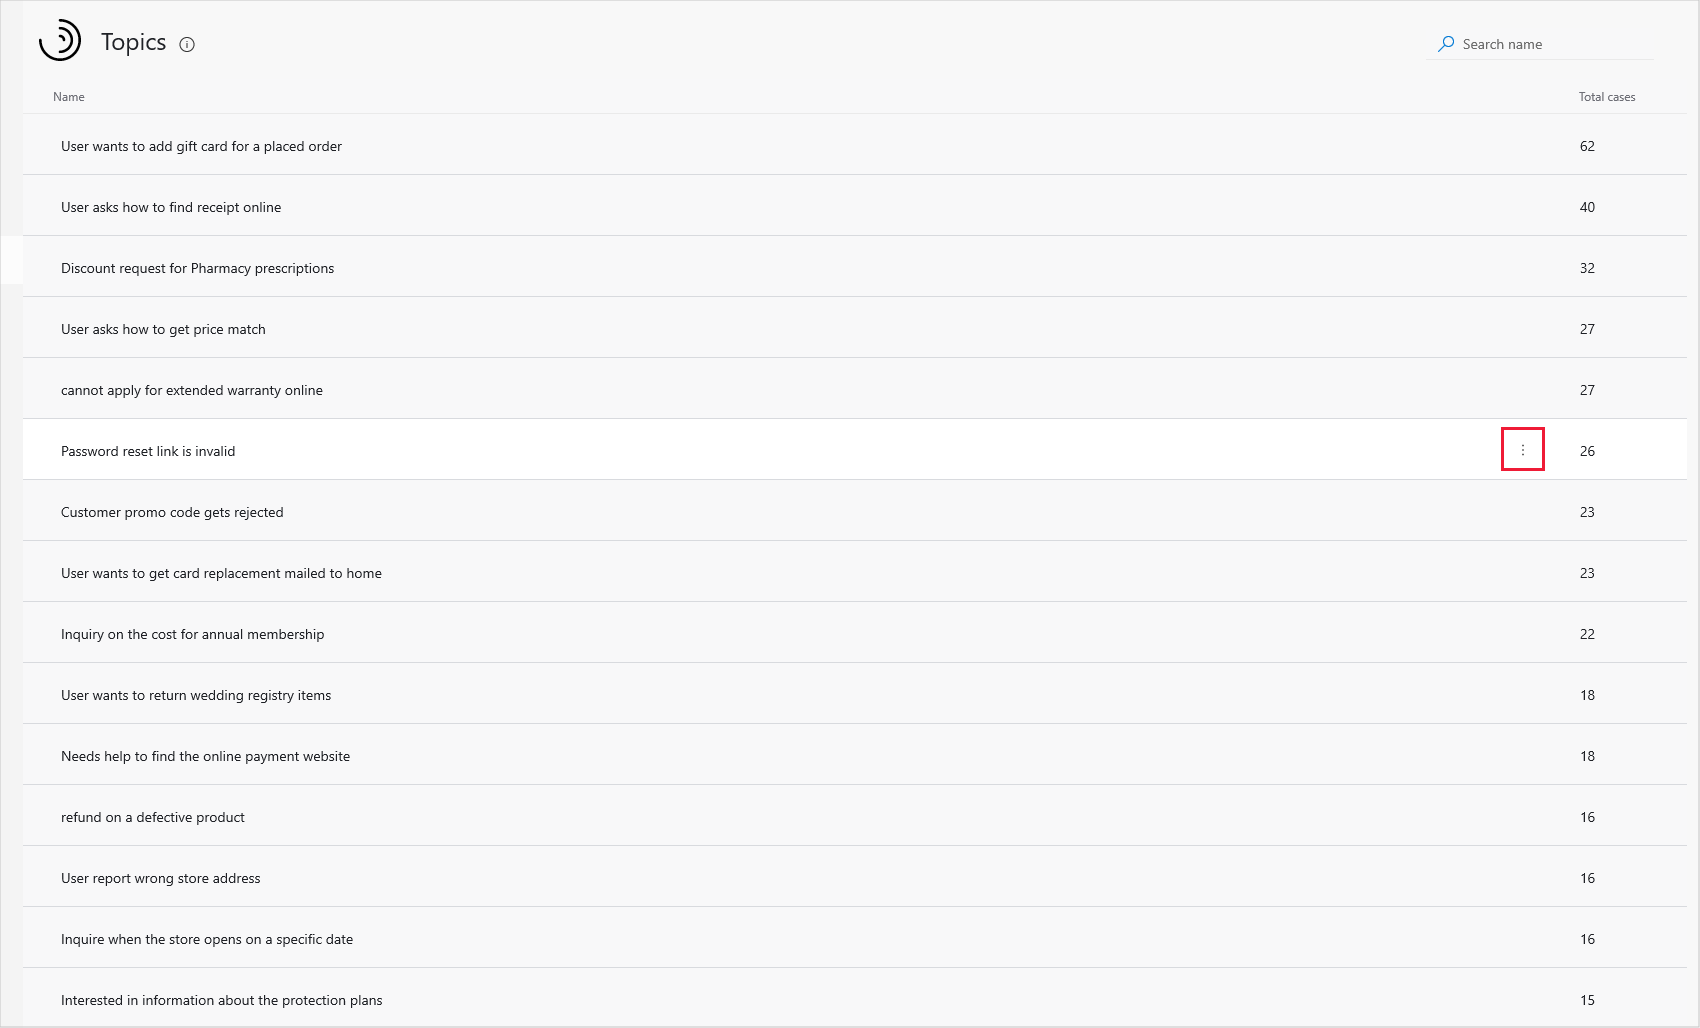 Topics
Search name
Name Total cases
User wants to add gift card for a placed order 62
User asks how to find receipt online 40
Discount request for Pharmacy prescriptions 32
User asks how to get price match 27
cannot apply for extended warranty online 27
Password reset link is invalid 26
Customer promo code gets rejected 23
User wants to get card replacement mailed to home 23
Inquiry on the cost for annual membership 22
User wants to return wedding registry items 18
Needs help to find the online payment website 18
refund on a defective product 16
User report wrong store address 16
Inquire when the store opens on a specific date 16
Interested in information about the protection plans 15